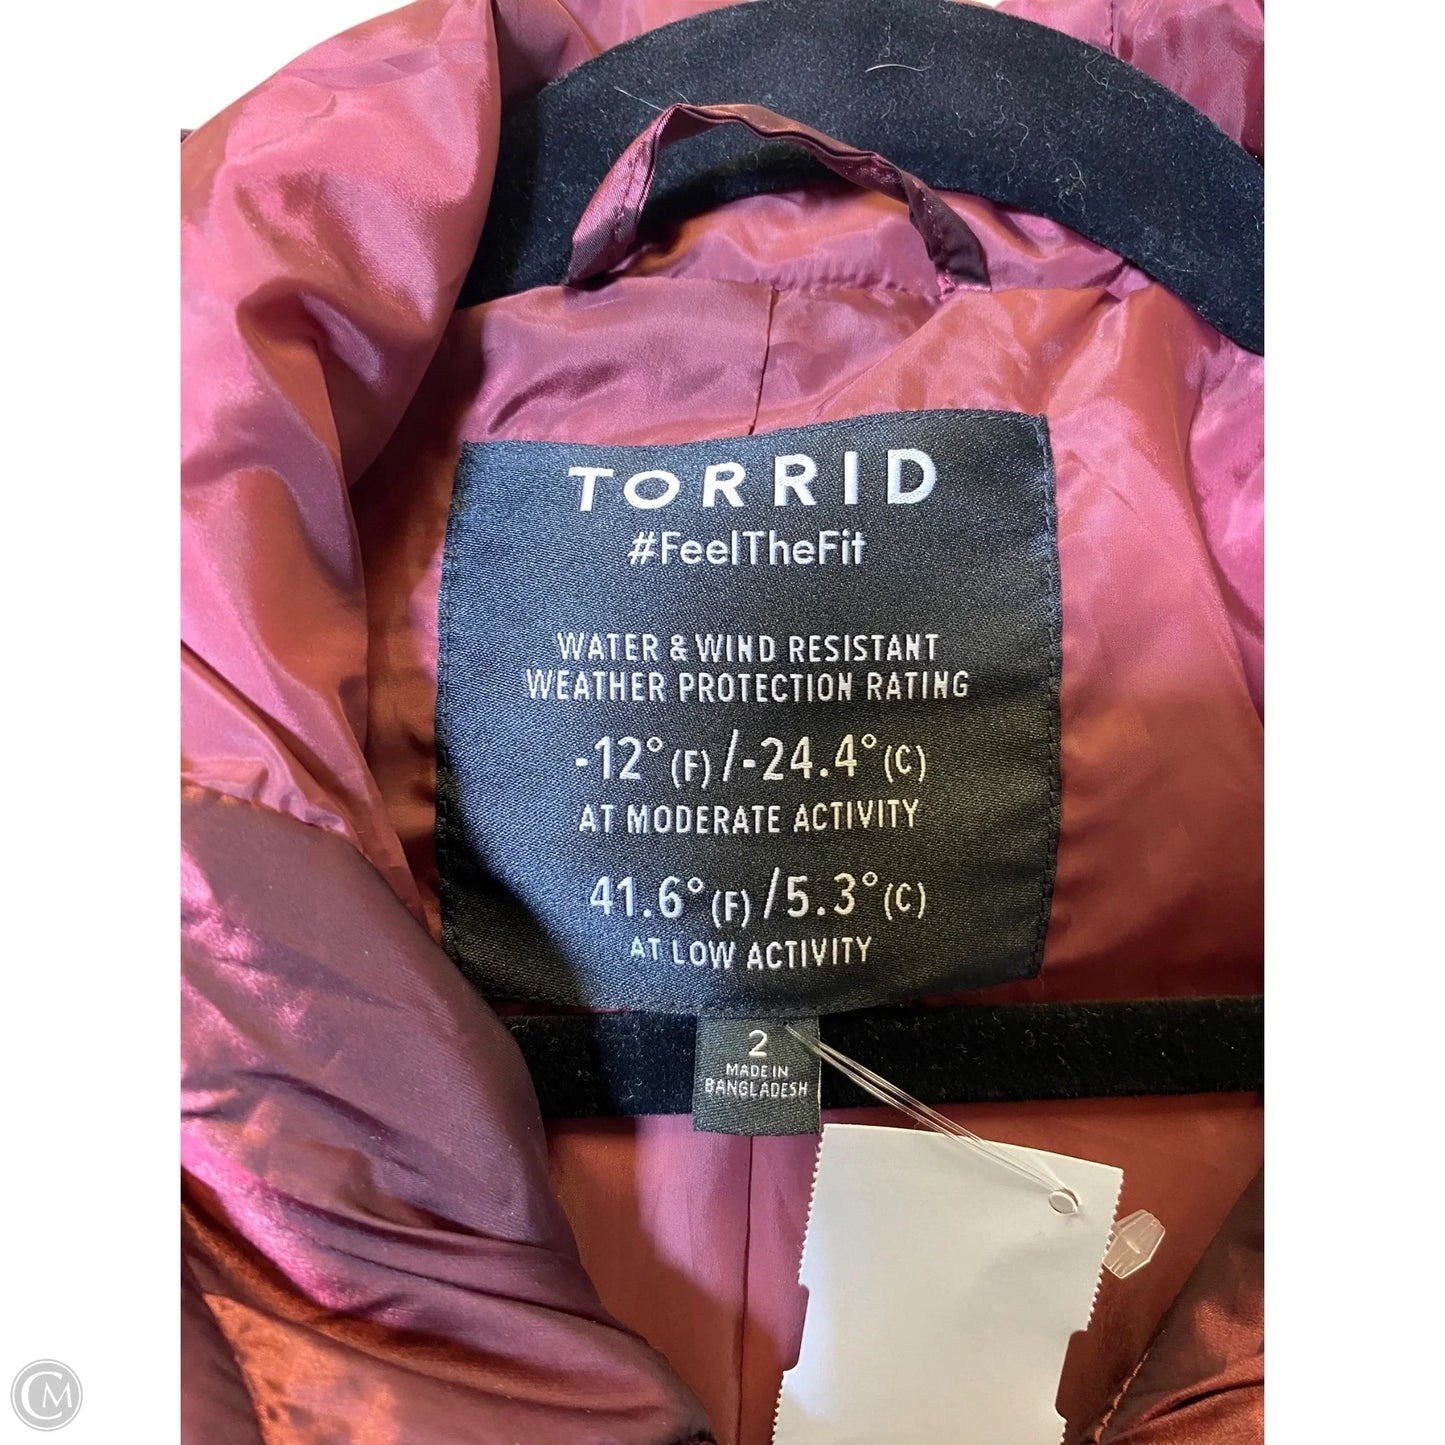 TORRID
#FeelTheFit
WATER & WIND RESISTANT
WEATHER PROTECTION RATING
-12° (F) / -24.4° (C)
AT MODERATE ACTIVITY
41.6° (F) / 5.3° (C)
AT LOW ACTIVITY
2
MADE IN
BANGLADESH
CM